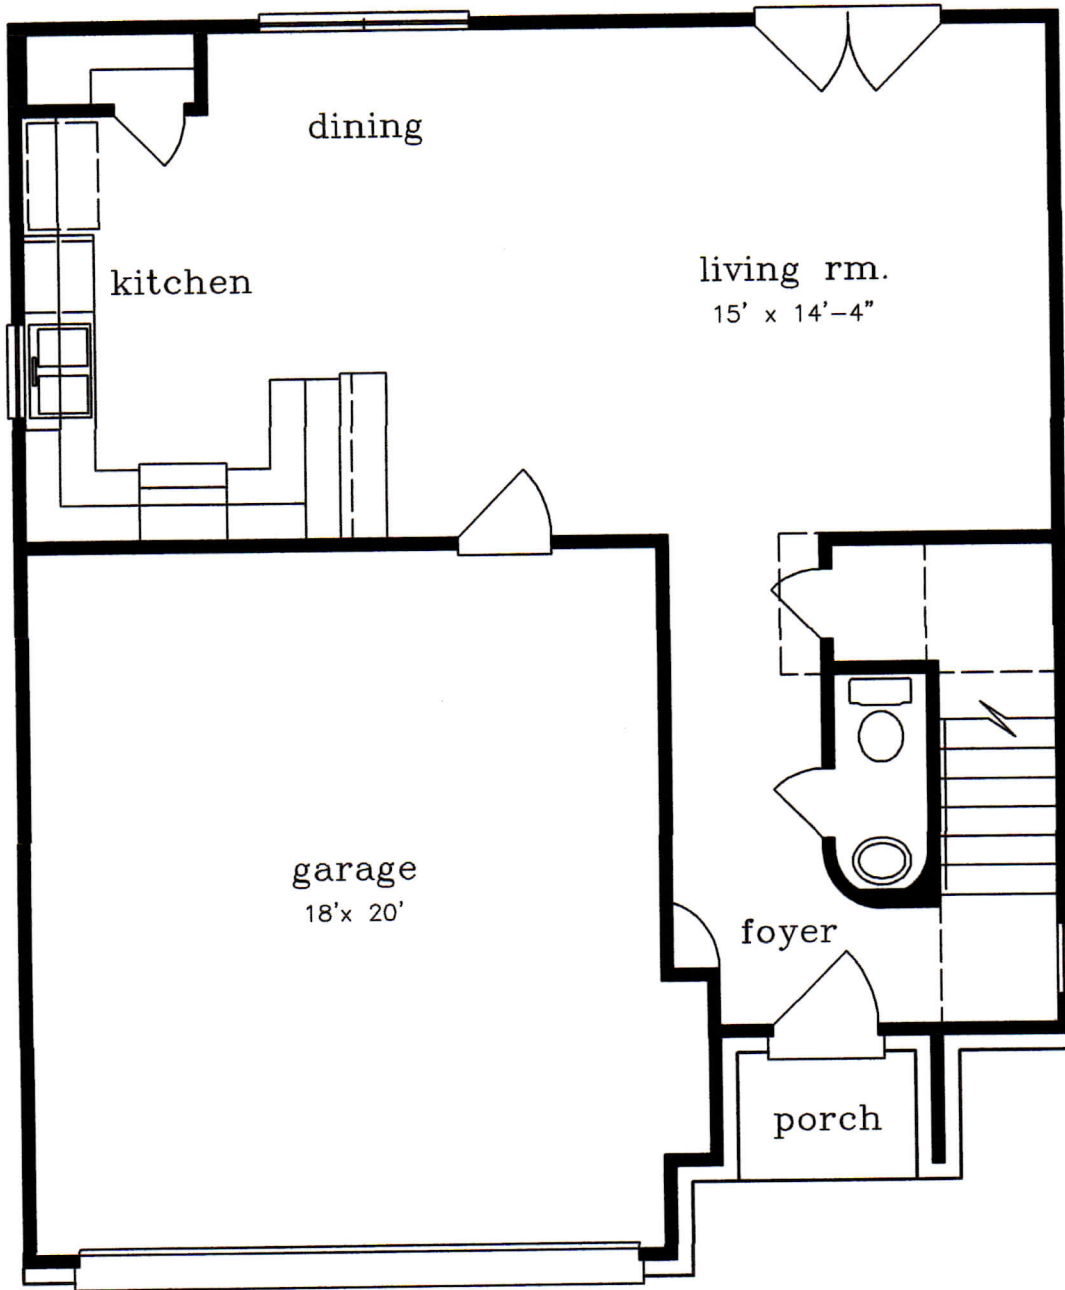 dining
kitchen
living rm.
15' x 14'-4"
garage
18'x 20'
foyer
porch